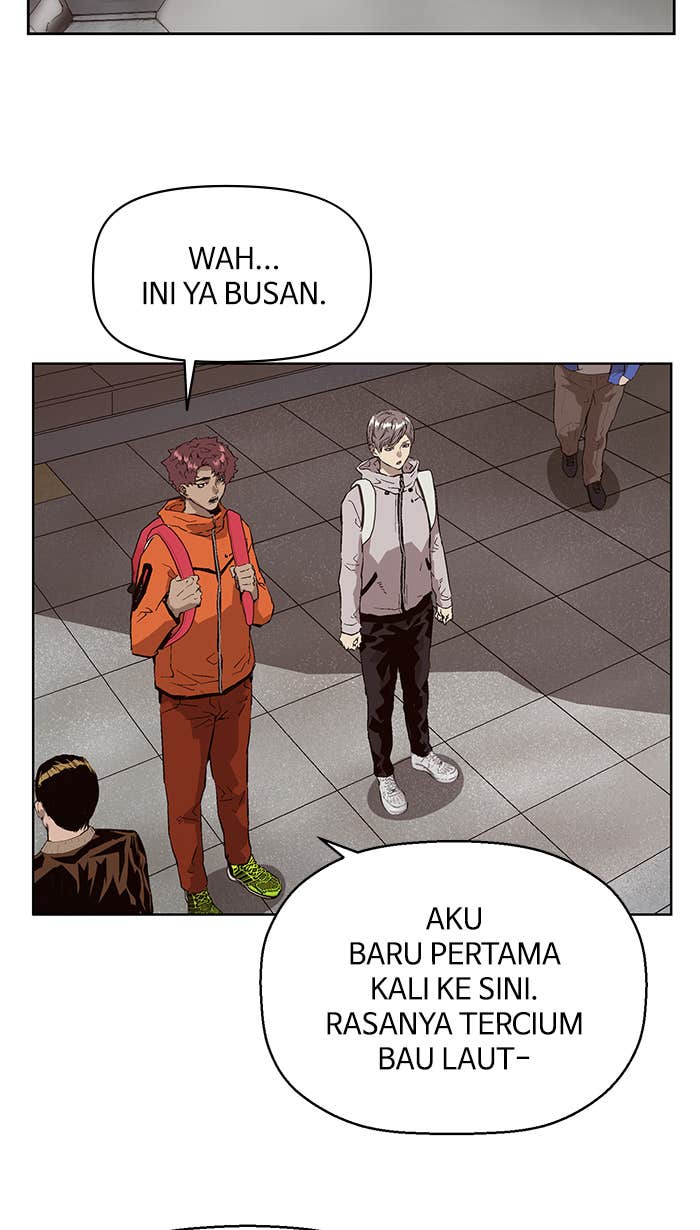 WAH...
INI YA BUSAN.
AKU
BARU PERTAMA
KALI KE SINI.
RASANYA TERCIUM
BAU LAUT-